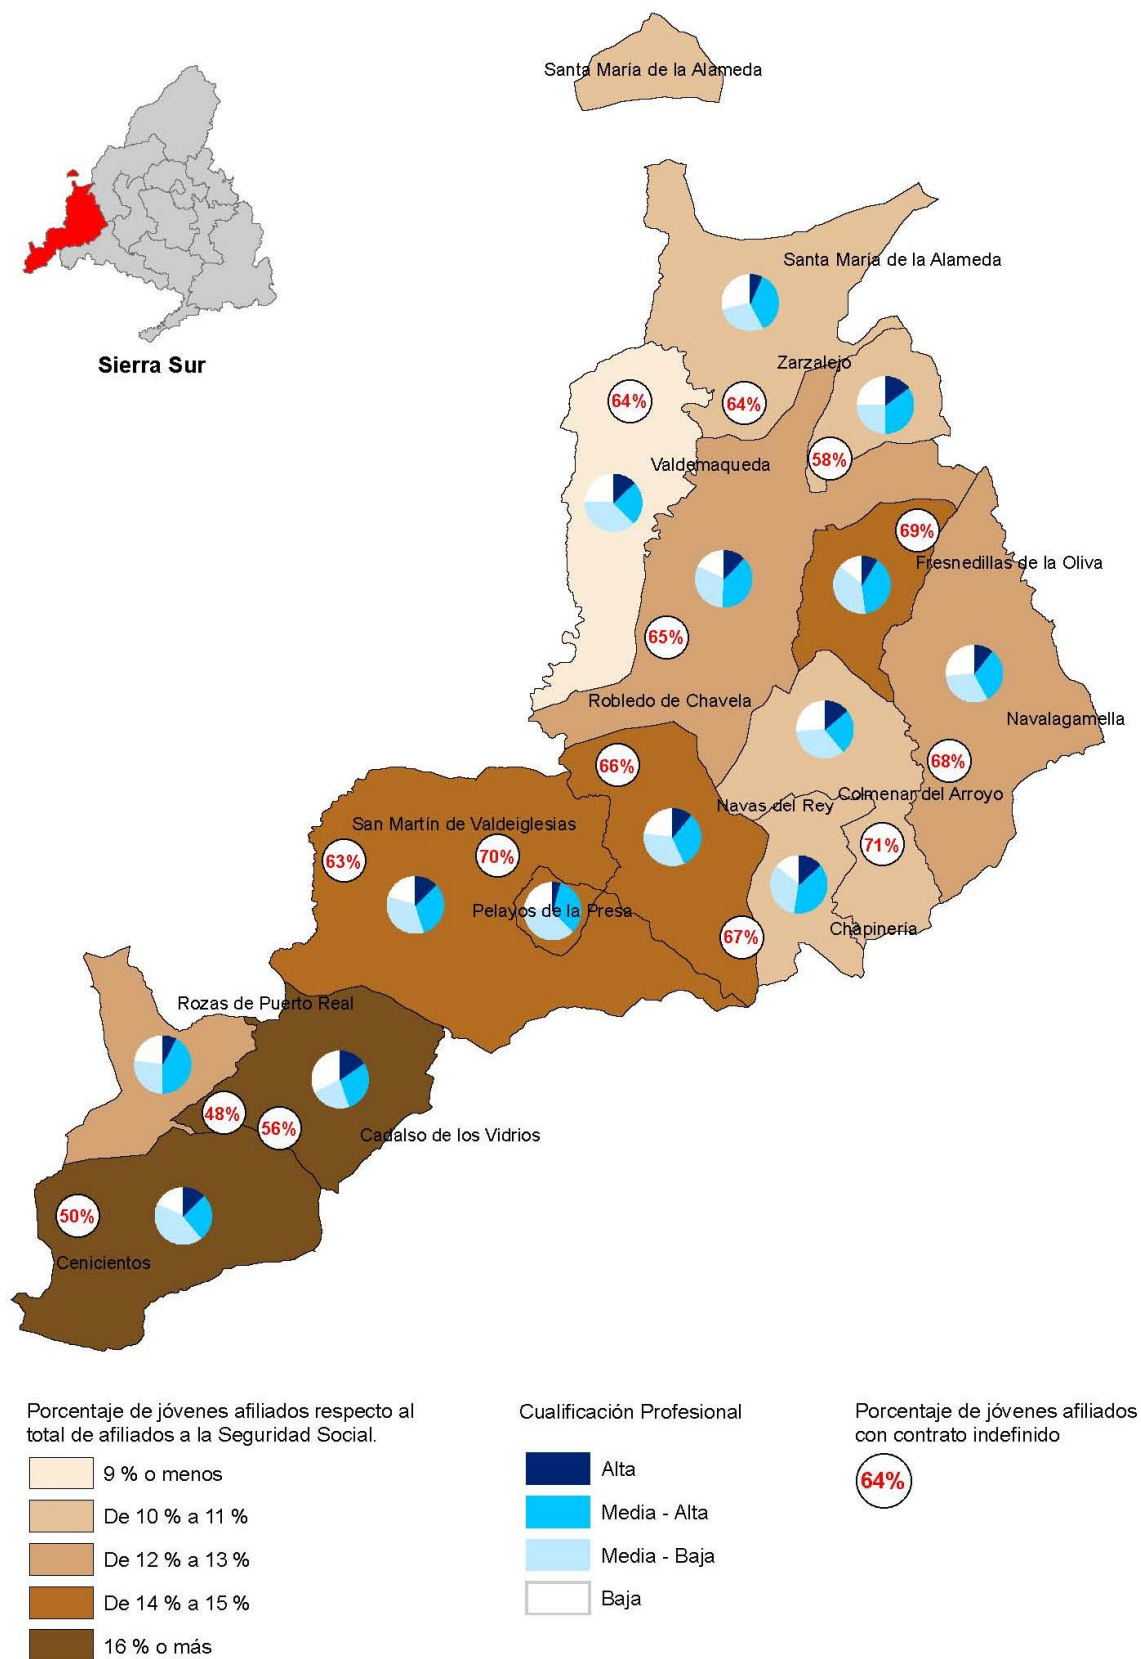 Santa María de la Alameda
Sierra Sur
Santa María de la Alameda
Zarzalejo
64%
64%
58%
Valdemaqueda
69%
Fresnedillas de la Oliva
65%
Robledo de Chavela
Navalagamella
66%
68%
Navas del Rey
Colmenar del Arroyo
San Martín de Valdeiglesias
63%
70%
71%
Pelayos de la Presa
67%
Chapinería
Rozas de Puerto Real
48%
56%
Cadalso de los Vidrios
50%
Cenicientos
Porcentaje de jóvenes afiliados respecto al
total de afiliados a la Seguridad Social.
9 % o menos
De 10 % a 11 %
De 12 % a 13 %
De 14 % a 15 %
16 % o más
Cualificación Profesional
Alta
Media - Alta
Media - Baja
Baja
Porcentaje de jóvenes afiliados
con contrato indefinido
64%